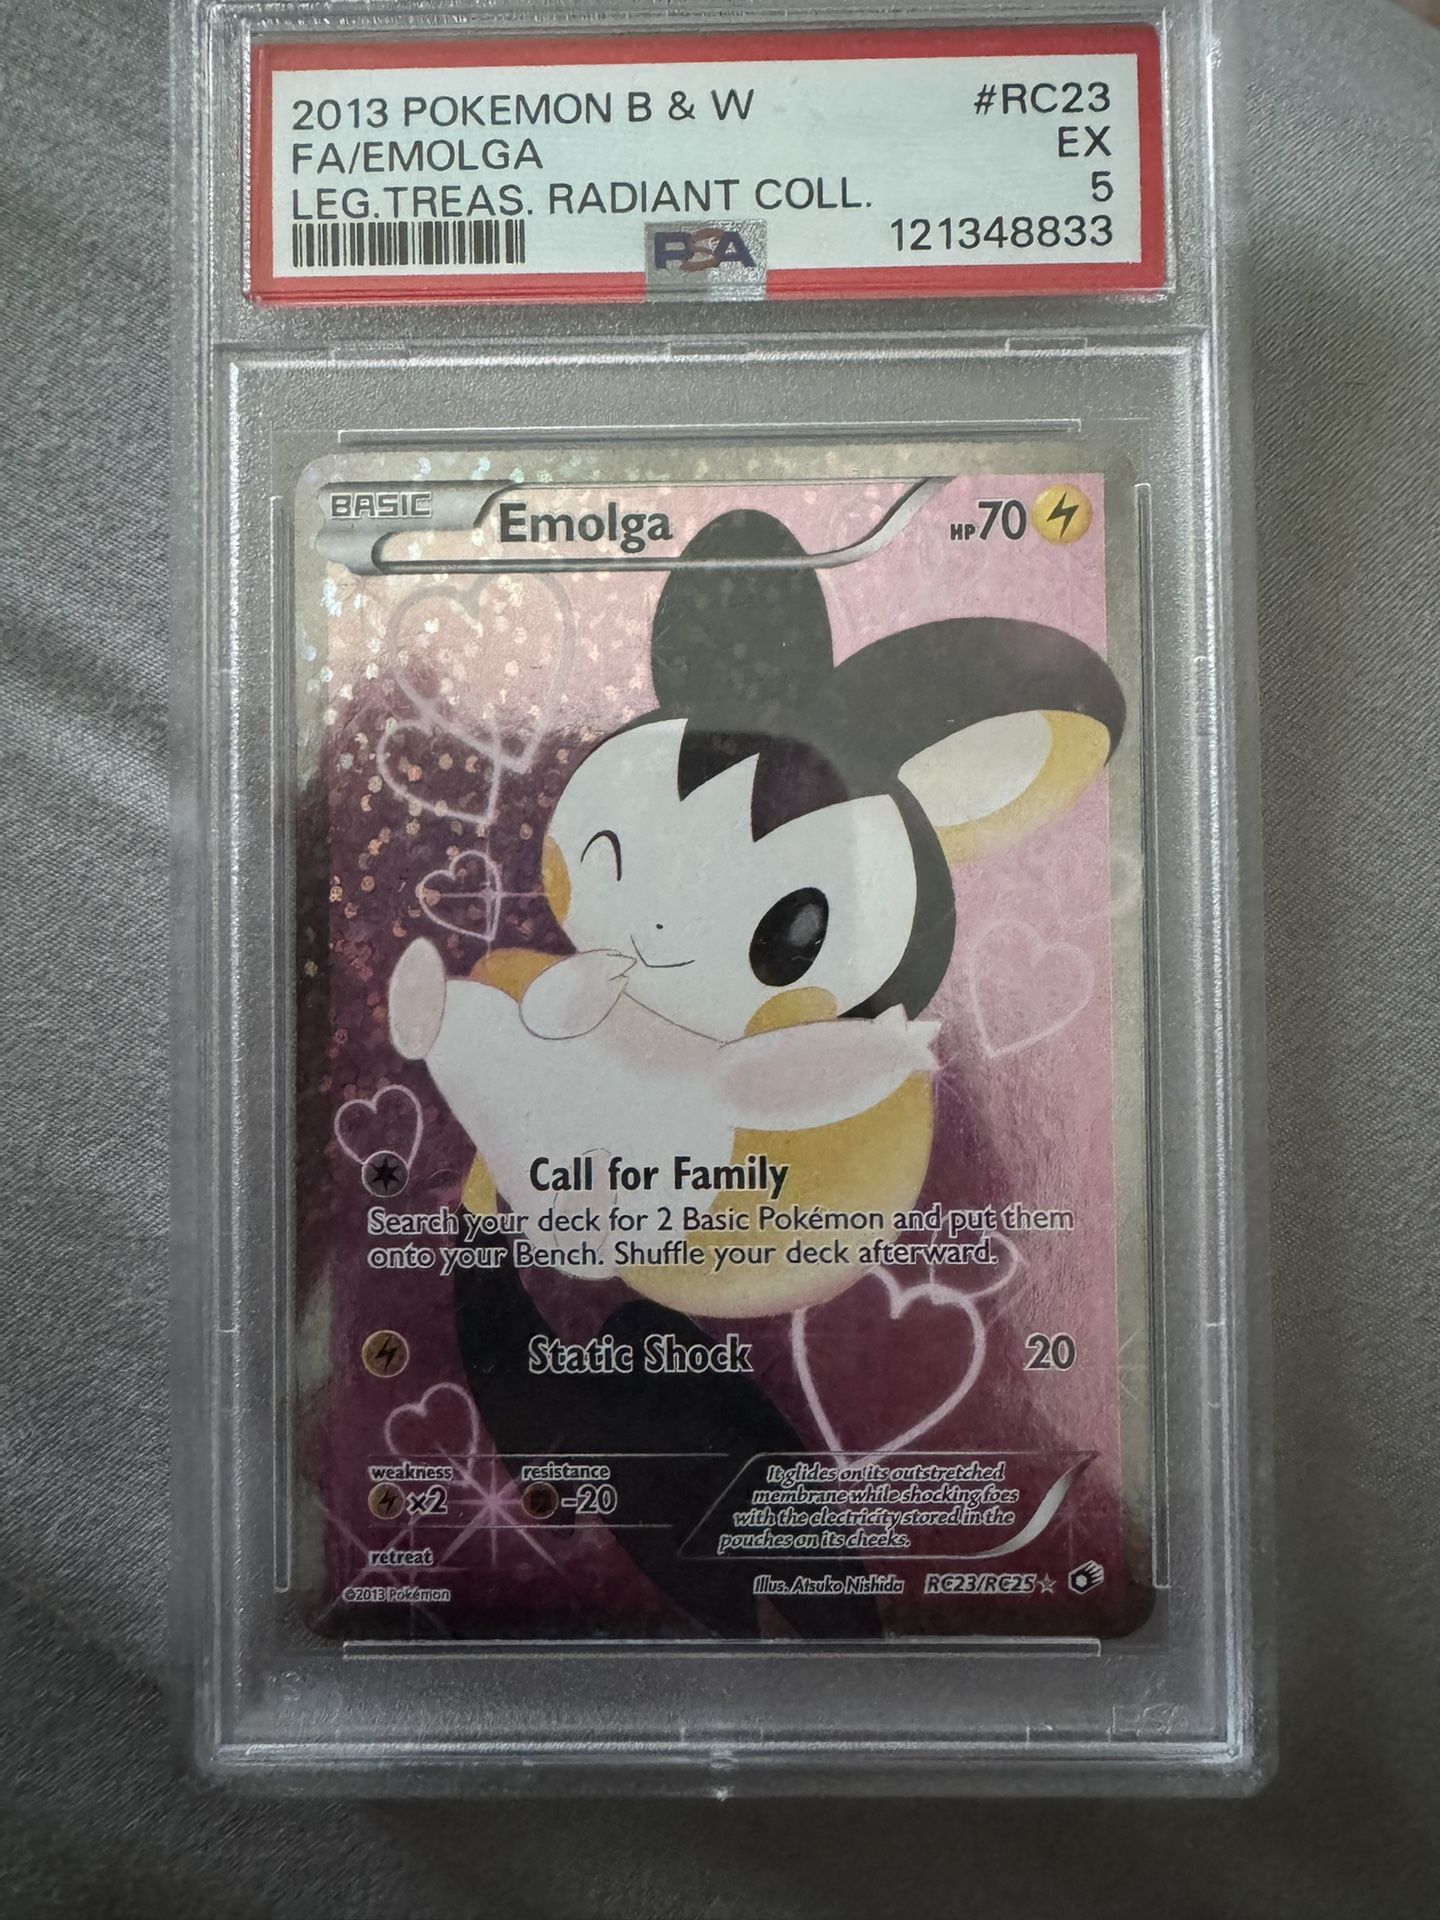 2013 POKEMON B & W #RC23
FA/EMOLGA EX
LEG.TREAS. RADIANT COLL. 5
PSA 121348833
BASIC Emolga HP70
Call for Family
Search your deck for 2 Basic Pokémon and put them
onto your Bench. Shuffle your deck afterward.
Static Shock 20
weakness resistance
x2 -20
retreat
It glides on its outstretched
membrane while shocking foes
with the electricity stored in the
pouches on its cheeks.
©2013 Pokémon Illus. Atsuko Nishida RC23/RC25